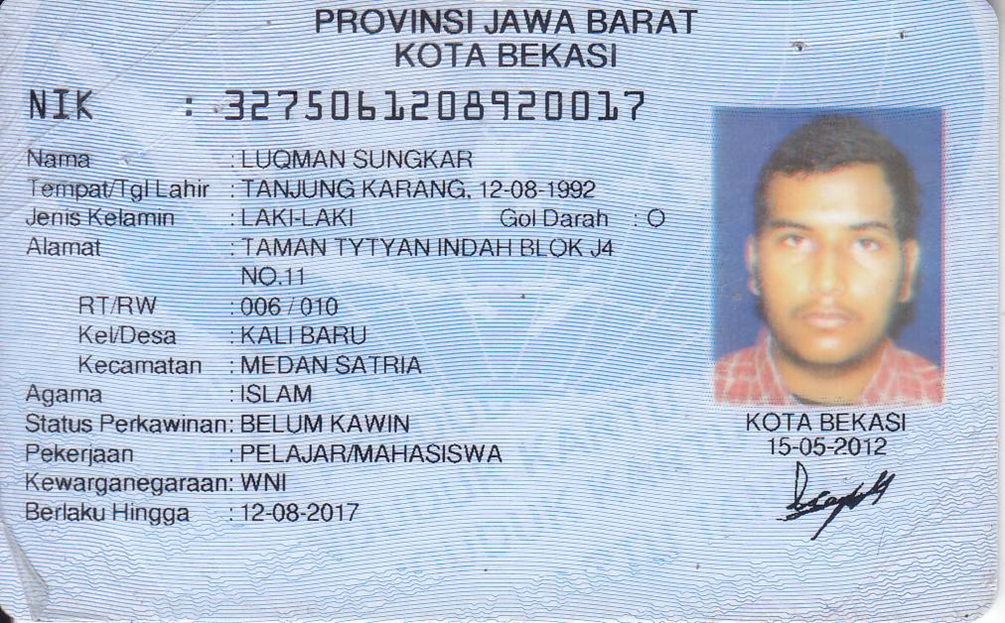 PROVINSI JAWA BARAT
KOTA BEKASI
NIK : 3275061208920017
Nama : LUQMAN SUNGKAR
Tempat/Tgl Lahir : TANJUNG KARANG, 12-08-1992
Jenis Kelamin : LAKI-LAKI Gol Darah : O
Alamat : TAMAN TYTYAN INDAH BLOK J4
NO.11
RT/RW : 006 / 010
Kel/Desa : KALI BARU
Kecamatan : MEDAN SATRIA
Agama : ISLAM
Status Perkawinan: BELUM KAWIN
Pekerjaan : PELAJAR/MAHASISWA
Kewarganegaraan: WNI
Berlaku Hingga : 12-08-2017
KOTA BEKASI
15-05-2012